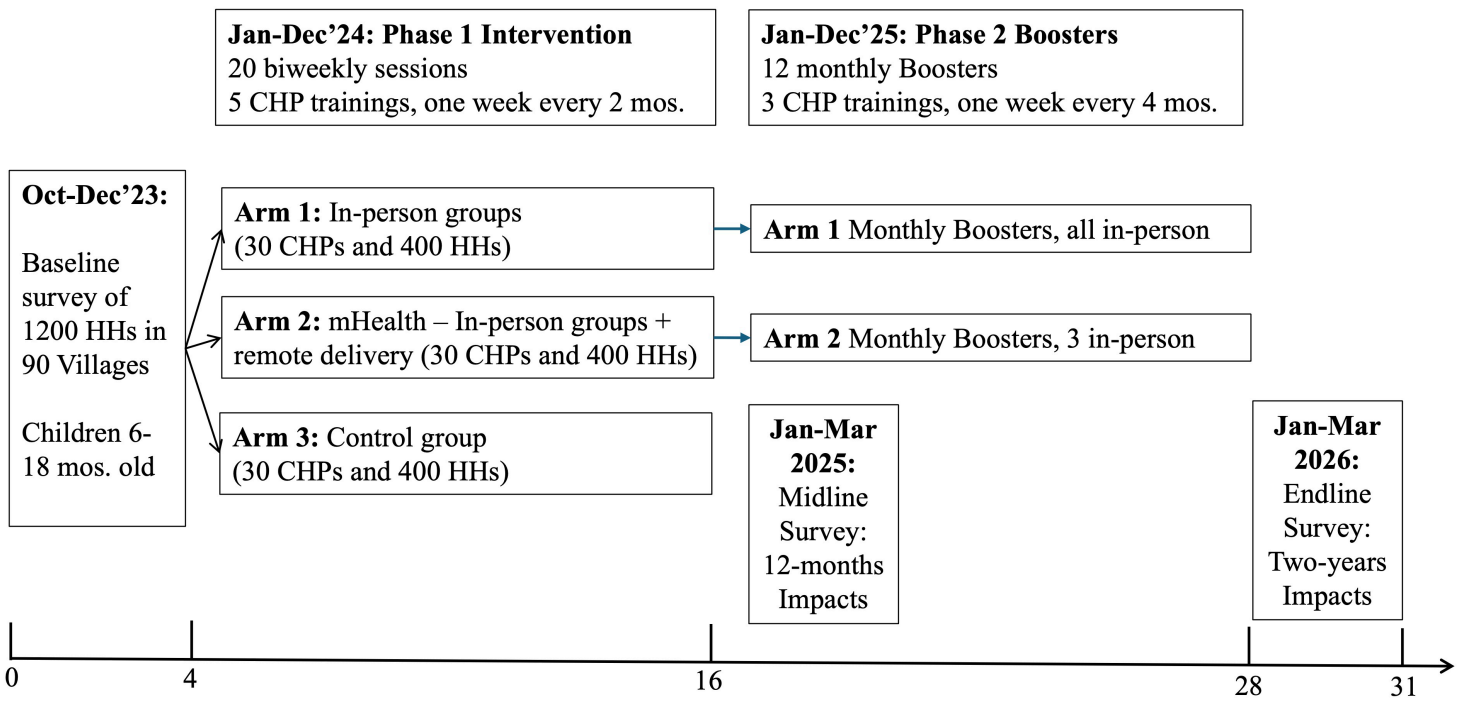 Jan-Dec’24: Phase 1 Intervention
20 biweekly sessions
5 CHP trainings, one week every 2 mos.
Jan-Dec’25: Phase 2 Boosters
12 monthly Boosters
3 CHP trainings, one week every 4 mos.
Oct-Dec’23:
Baseline
survey of
1200 HHs in
90 Villages
Children 6-
18 mos. old
Arm 1: In-person groups
(30 CHPs and 400 HHs)
Arm 1 Monthly Boosters, all in-person
Arm 2: mHealth – In-person groups +
remote delivery (30 CHPs and 400 HHs)
Arm 2 Monthly Boosters, 3 in-person
Arm 3: Control group
(30 CHPs and 400 HHs)
Jan-Mar
2025:
Midline
Survey:
12-months
Impacts
Jan-Mar
2026:
Endline
Survey:
Two-years
Impacts
0 4 16 28 31